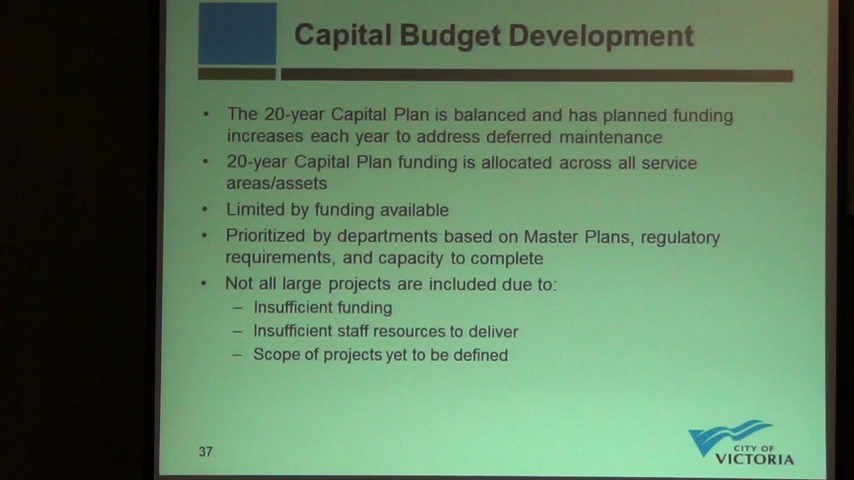 Capital Budget Development
• The 20-year Capital Plan is balanced and has planned funding
increases each year to address deferred maintenance
• 20-year Capital Plan funding is allocated across all service
areas/assets
• Limited by funding available
• Prioritized by departments based on Master Plans, regulatory
requirements, and capacity to complete
• Not all large projects are included due to:
– Insufficient funding
– Insufficient staff resources to deliver
– Scope of projects yet to be defined
37
CITY OF
VICTORIA